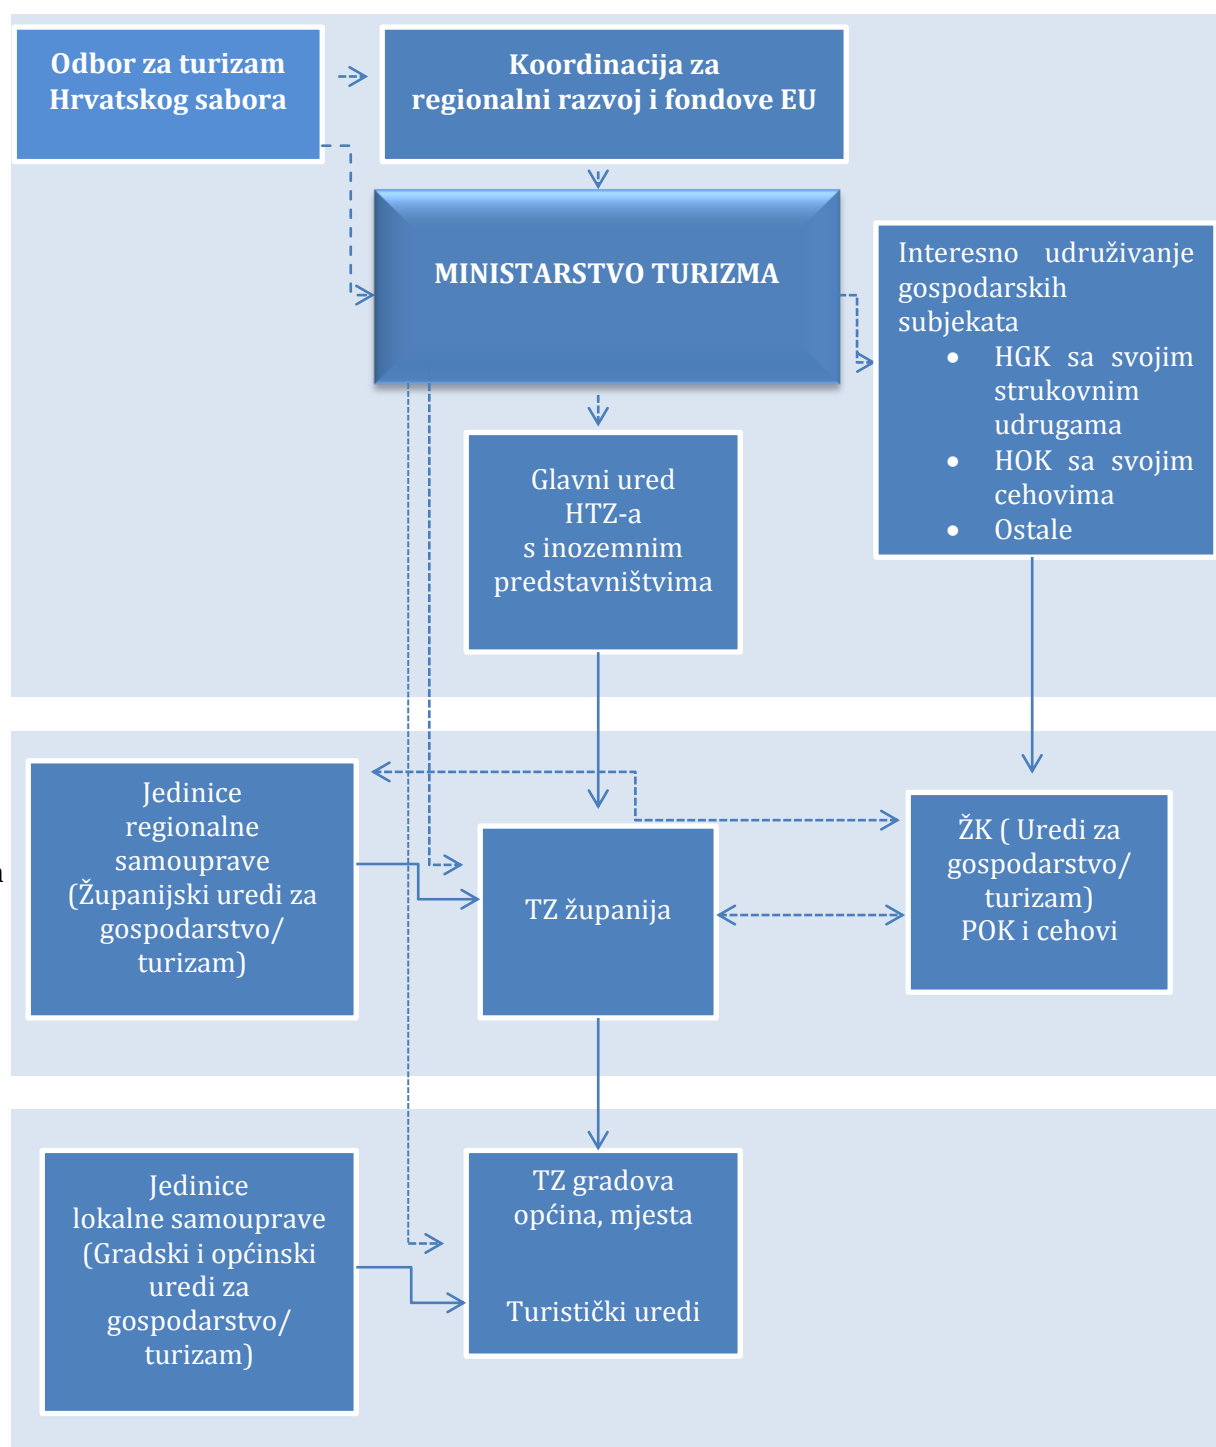 Odbor za turizam
Hrvatskog sabora
Koordinacija za
regionalni razvoj i fondove EU
MINISTARSTVO TURIZMA
Interesno udruživanje
gospodarskih
subjekata
• HGK sa svojim
strukovnim
udrugama
• HOK sa svojim
cehovima
• Ostale
Glavni ured
HTZ-a
s inozemnim
predstavništvima
Jedinice
regionalne
samouprave
(Županijski uredi za
gospodarstvo/
turizam)
TZ županija
ŽK ( Uredi za
gospodarstvo/
turizam)
POK i cehovi
Jedinice
lokalne samouprave
(Gradski i općinski
uredi za
gospodarstvo/
turizam)
TZ gradova
općina, mjesta
Turistički uredi